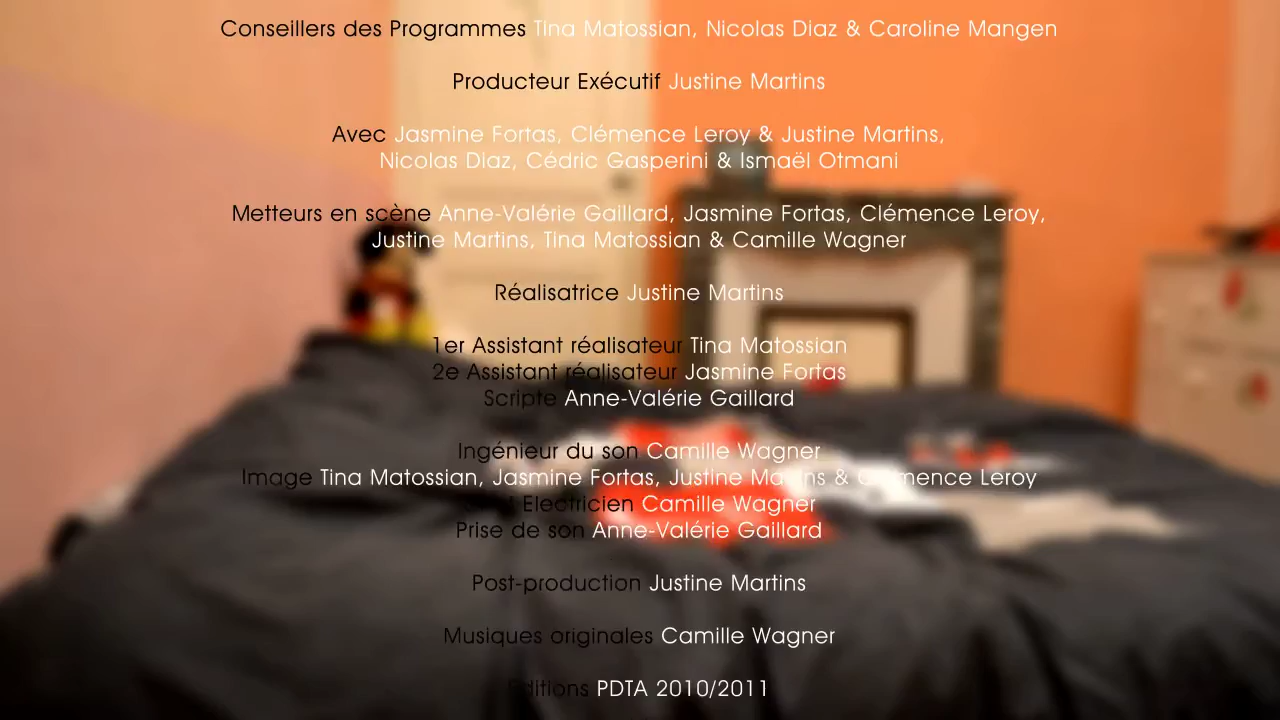 Conseillers des Programmes Tina Matossian, Nicolas Diaz & Caroline Mangen
Producteur Exécutif Justine Martins
Avec Jasmine Fortas, Clémence Leroy & Justine Martins,
Nicolas Diaz, Cédric Gasperini & Ismaël Otmani
Metteurs en scène Anne-Valérie Gaillard, Jasmine Fortas, Clémence Leroy,
Justine Martins, Tina Matossian & Camille Wagner
Réalisatrice Justine Martins
1er Assistant réalisateur Tina Matossian
2e Assistant réalisateur Jasmine Fortas
Scripte Anne-Valérie Gaillard
Ingénieur du son Camille Wagner
Image Tina Matossian, Jasmine Fortas, Justine Martins & Clémence Leroy
Electricien Camille Wagner
Prise de son Anne-Valérie Gaillard
Post-production Justine Martins
Musiques originales Camille Wagner
Editions PDTA 2010/2011